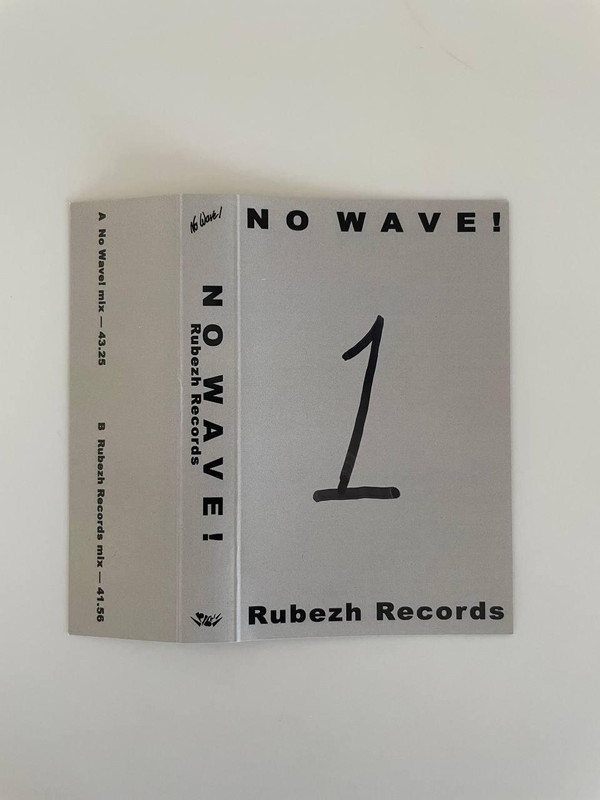 A No Wave! mix — 43.25
B Rubezh Records mix — 41.56
No Wave!
NO WAVE!
Rubezh Records
NO WAVE!
1
Rubezh Records